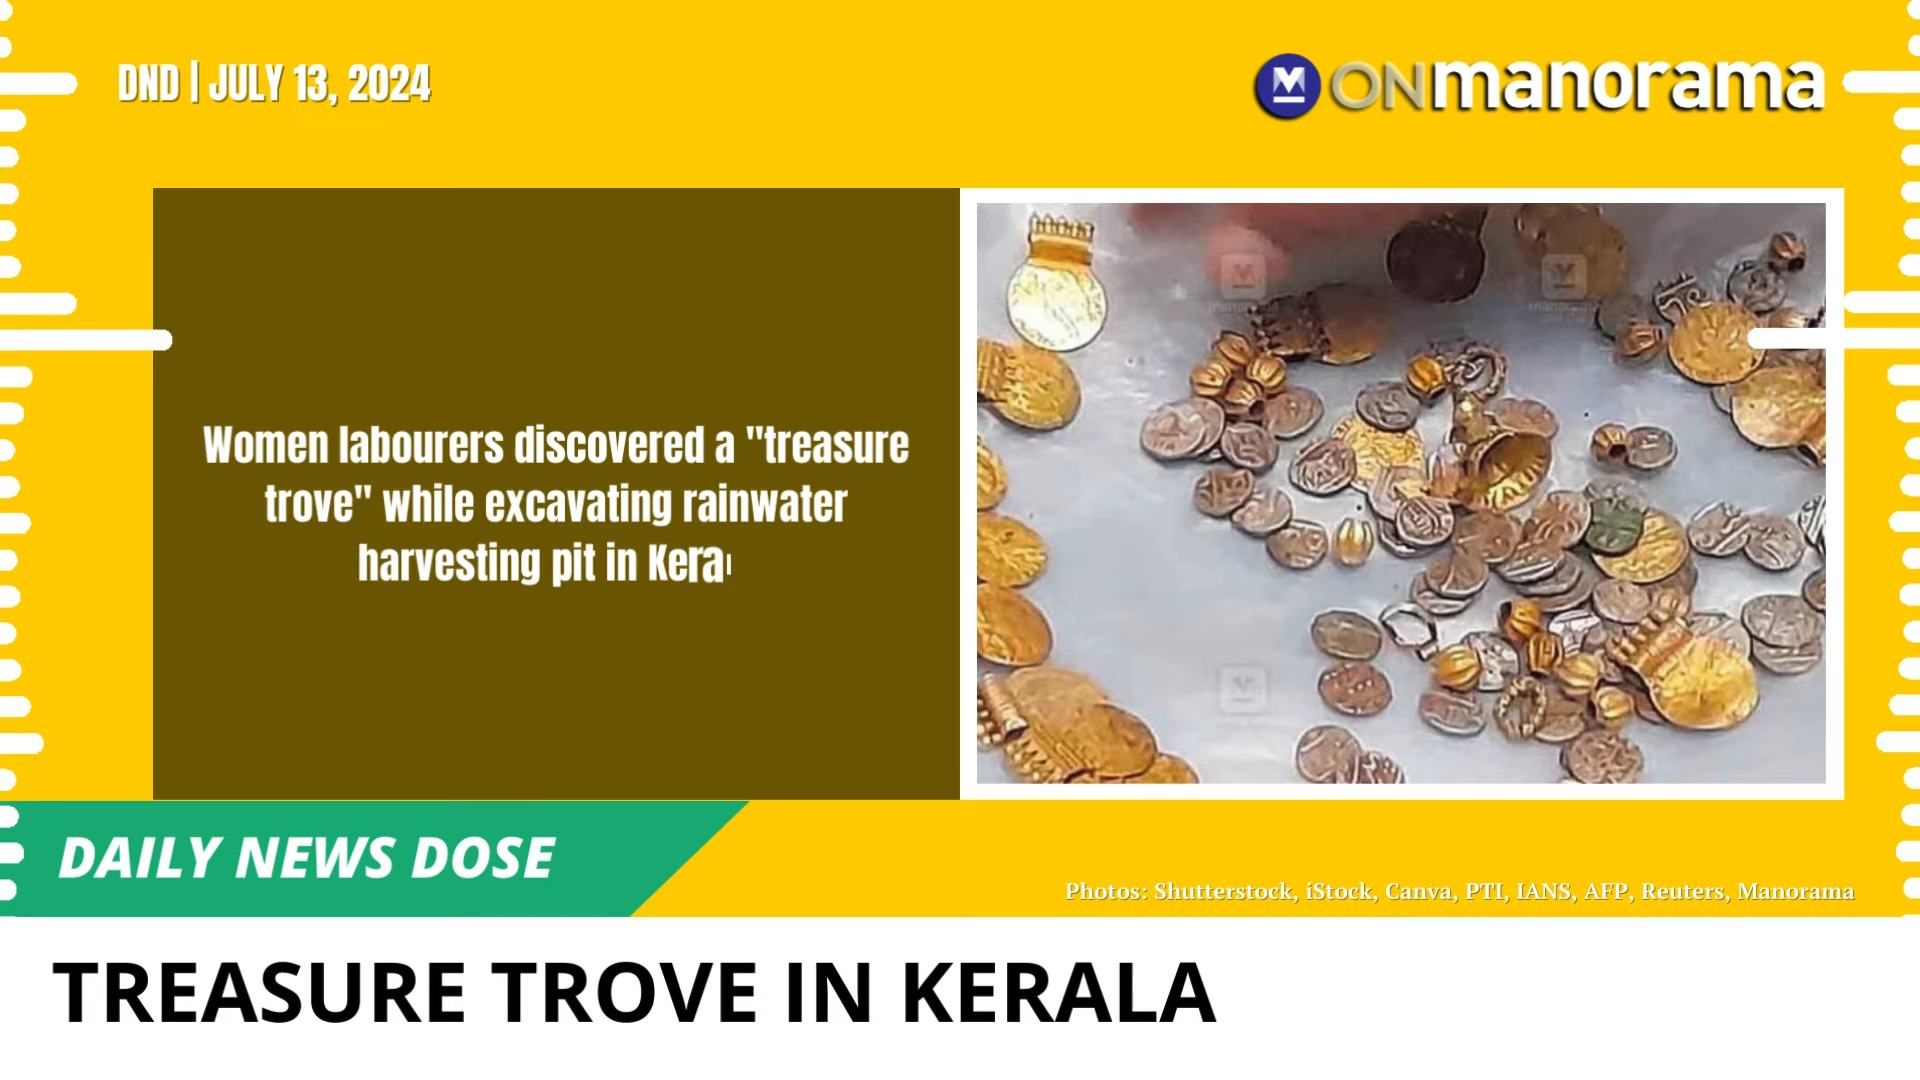 DND | JULY 13, 2024
ONmanorama
Women labourers discovered a "treasure
trove" while excavating rainwater
harvesting pit in Kera
DAILY NEWS DOSE
Photos: Shutterstock, iStock, Canva, PTI, IANS, AFP, Reuters, Manorama
TREASURE TROVE IN KERALA